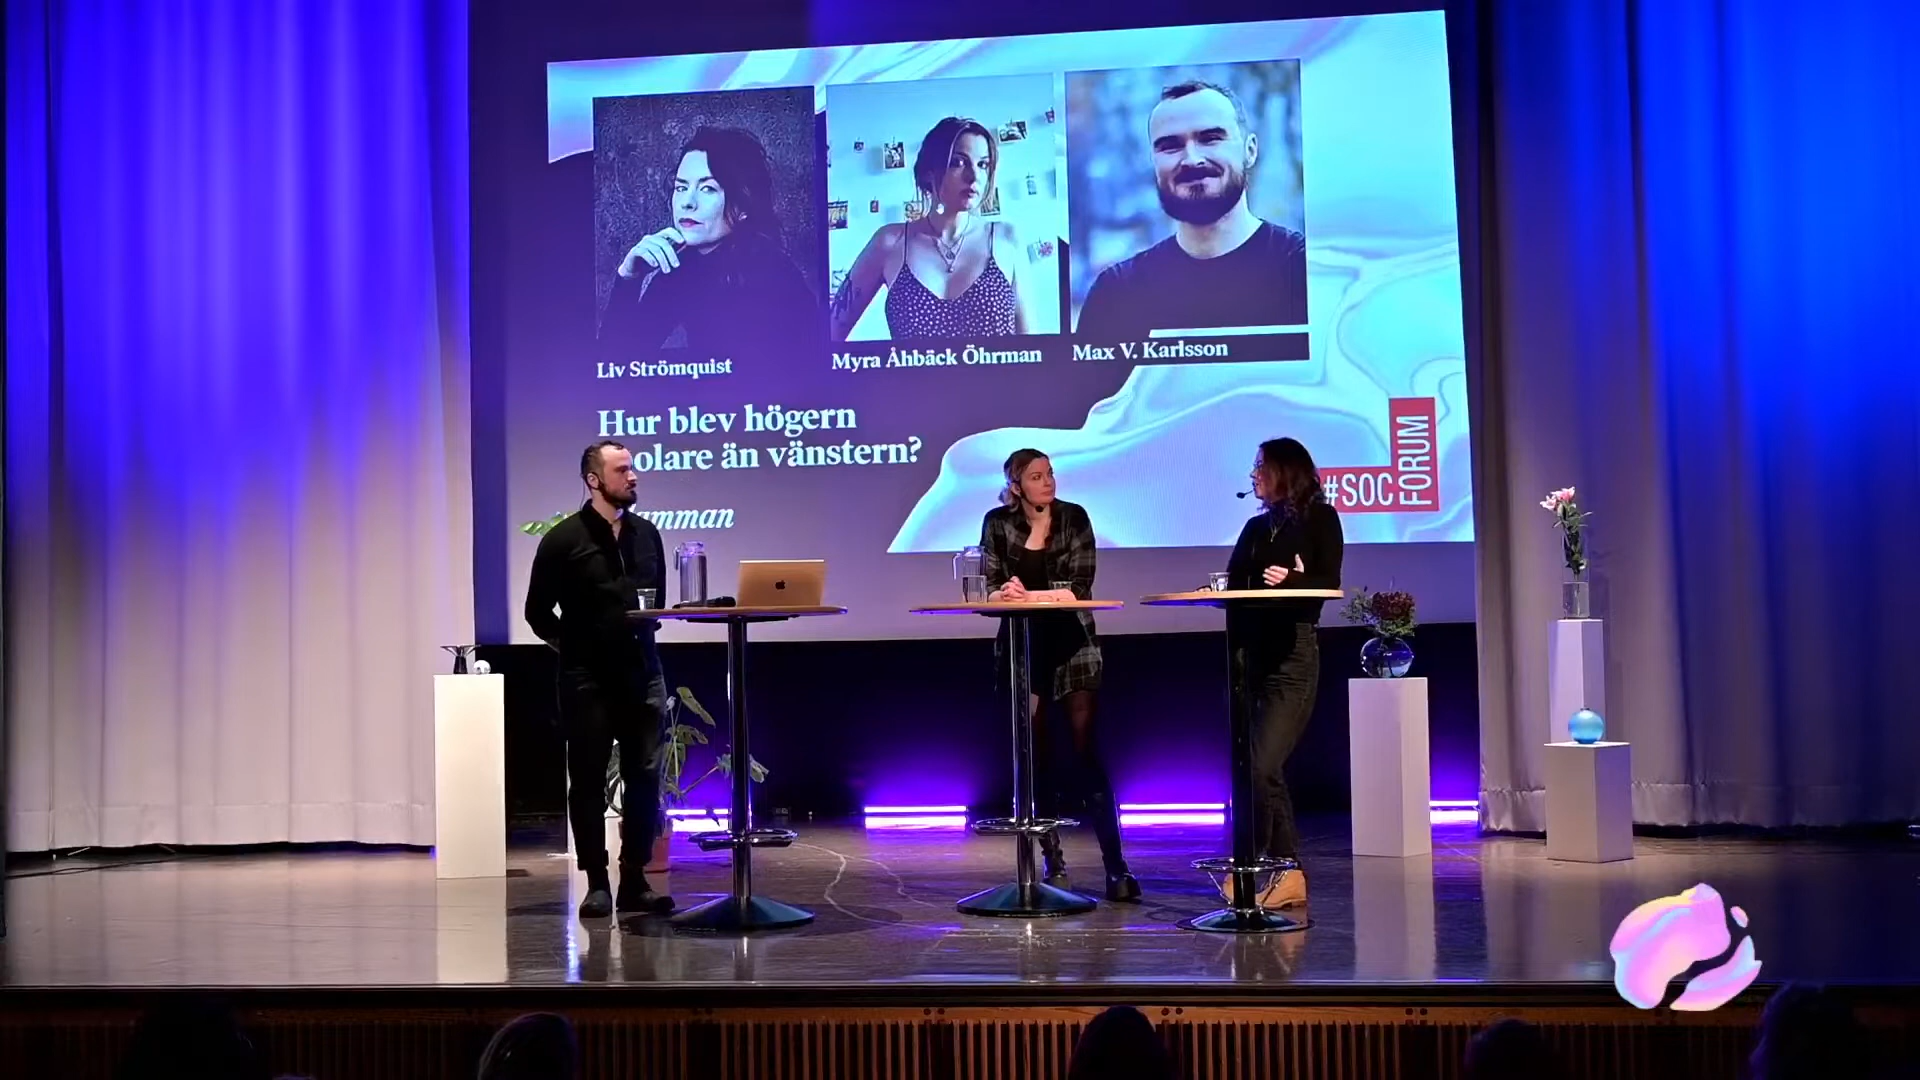 Liv Strömquist
Myra Åhbäck Öhrman
Max V. Karlsson
Hur blev högern
än vänstern?
#SOC
FORUM